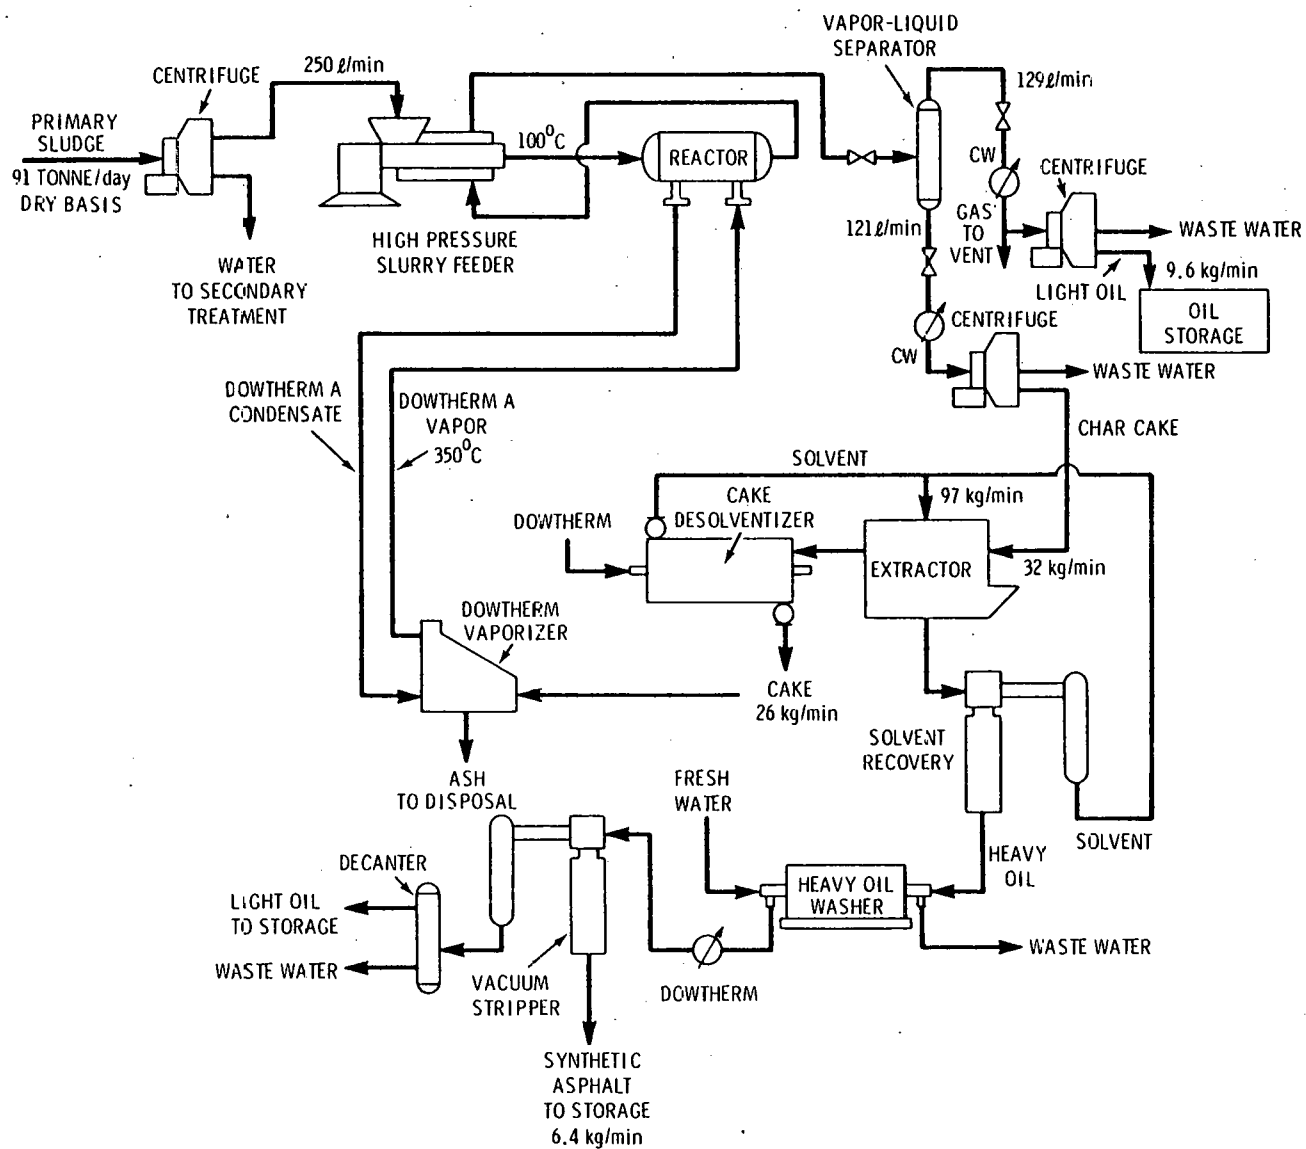 VAPOR-LIQUID
SEPARATOR
CENTRIFUGE
250 ℓ/min
129ℓ/min
PRIMARY
SLUDGE
91 TONNE/day
DRY BASIS
100°C
REACTOR
CW
CENTRIFUGE
HIGH PRESSURE
SLURRY FEEDER
121ℓ/min
GAS
TO
VENT
WASTE WATER
WATER
TO SECONDARY
TREATMENT
LIGHT OIL
9.6 kg/min
OIL
STORAGE
CENTRIFUGE
CW
WASTE WATER
DOWTHERM A
CONDENSATE
DOWTHERM A
VAPOR
350°C
CHAR CAKE
SOLVENT
97 kg/min
CAKE
DESOLVENTIZER
DOWTHERM
EXTRACTOR
32 kg/min
DOWTHERM
VAPORIZER
CAKE
26 kg/min
SOLVENT
RECOVERY
ASH
TO DISPOSAL
FRESH
WATER
SOLVENT
HEAVY
OIL
DECANTER
HEAVY OIL
WASHER
LIGHT OIL
TO STORAGE
WASTE WATER
WASTE WATER
VACUUM
STRIPPER
DOWTHERM
SYNTHETIC
ASPHALT
TO STORAGE
6.4 kg/min